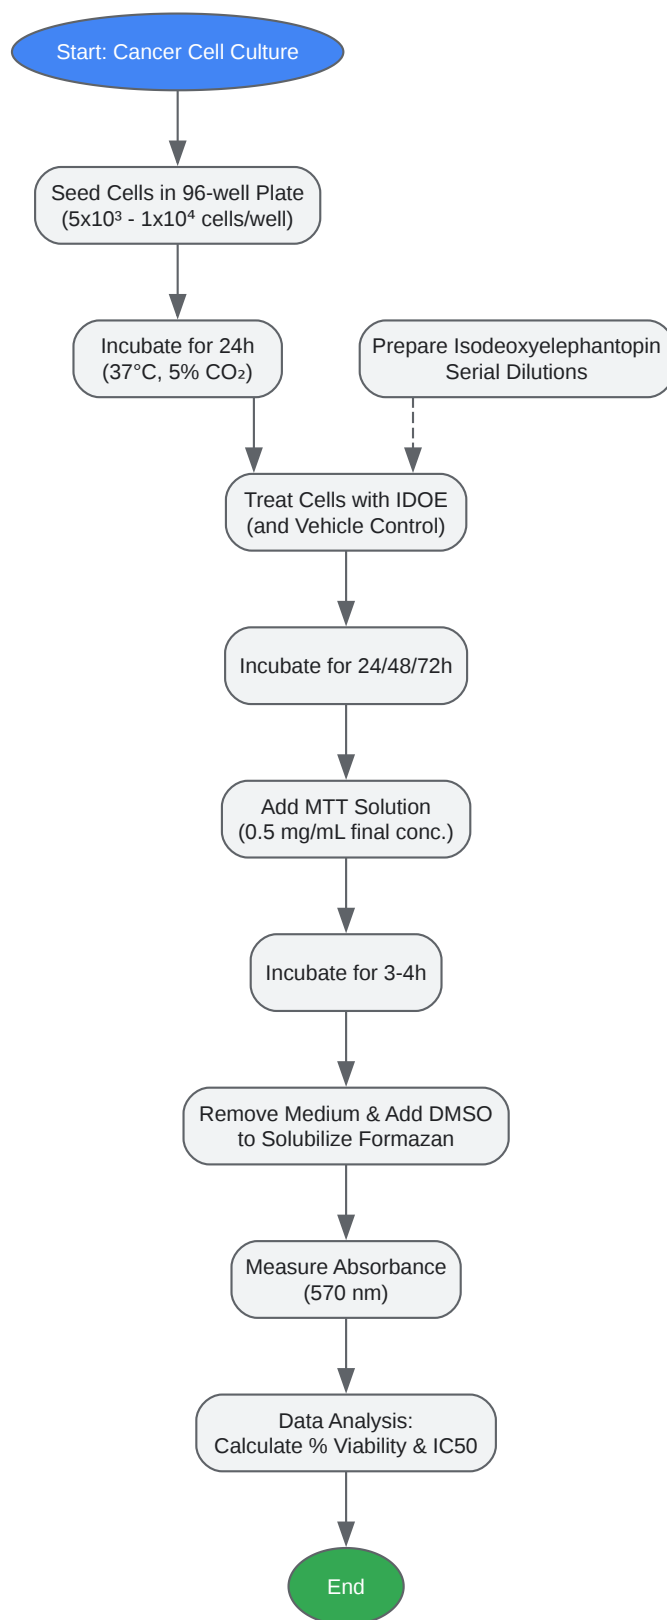 Start: Cancer Cell Culture
Seed Cells in 96-well Plate
(5x10³ - 1x10⁴ cells/well)
Incubate for 24h
(37°C, 5% CO₂)
Prepare Isodeoxyelephantopin
Serial Dilutions
Treat Cells with IDOE
(and Vehicle Control)
Incubate for 24/48/72h
Add MTT Solution
(0.5 mg/mL final conc.)
Incubate for 3-4h
Remove Medium & Add DMSO
to Solubilize Formazan
Measure Absorbance
(570 nm)
Data Analysis:
Calculate % Viability & IC50
End